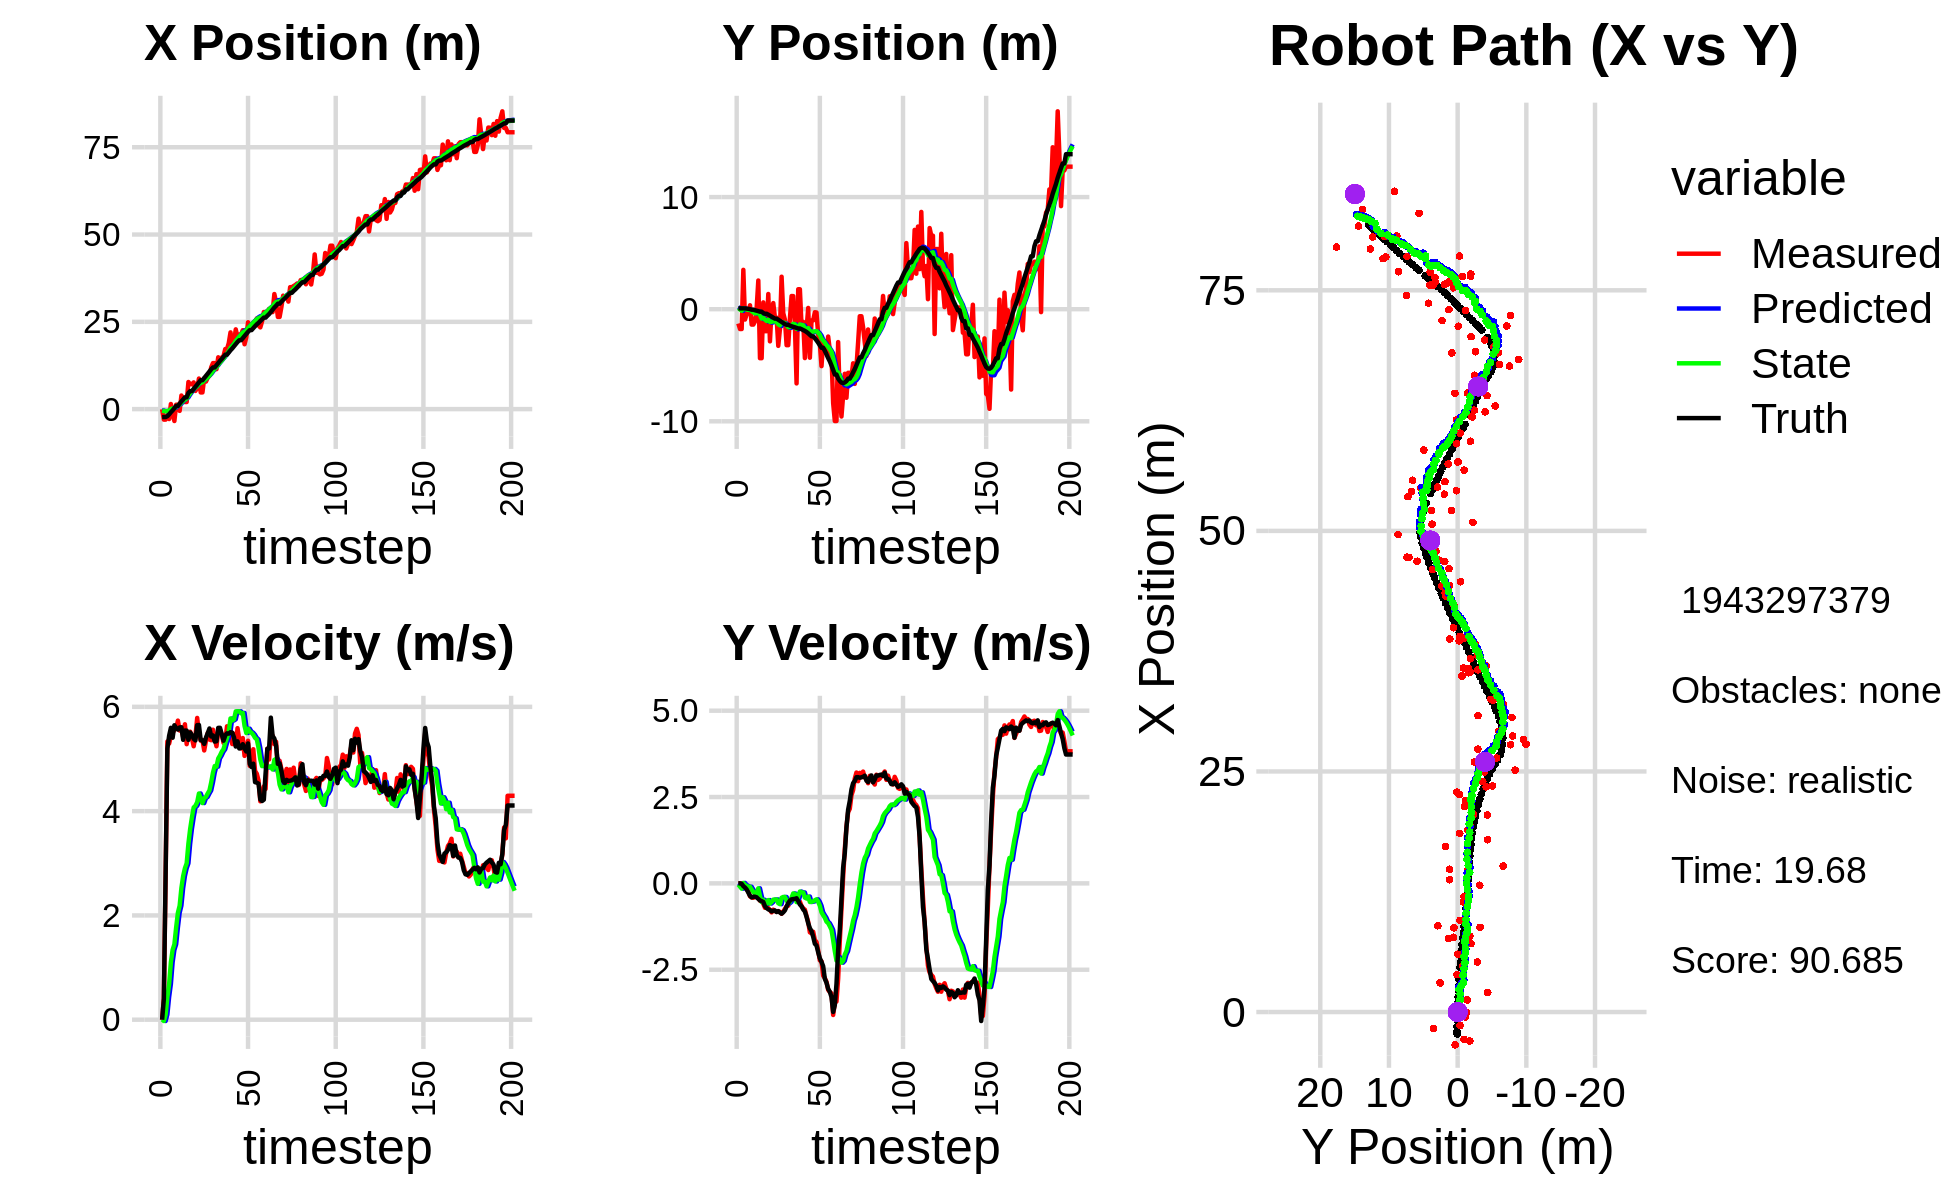 X Position (m)
75
50
25
0
0
50
100
150
200
timestep
Y Position (m)
10
0
-10
0
50
100
150
200
timestep
X Velocity (m/s)
6
4
2
0
0
50
100
150
200
timestep
Y Velocity (m/s)
5.0
2.5
0.0
-2.5
0
50
100
150
200
timestep
Robot Path (X vs Y)
X Position (m)
75
50
25
0
20 10 0 -10 -20
Y Position (m)
variable
Measured
Predicted
State
Truth
1943297379
Obstacles: none
Noise: realistic
Time: 19.68
Score: 90.685